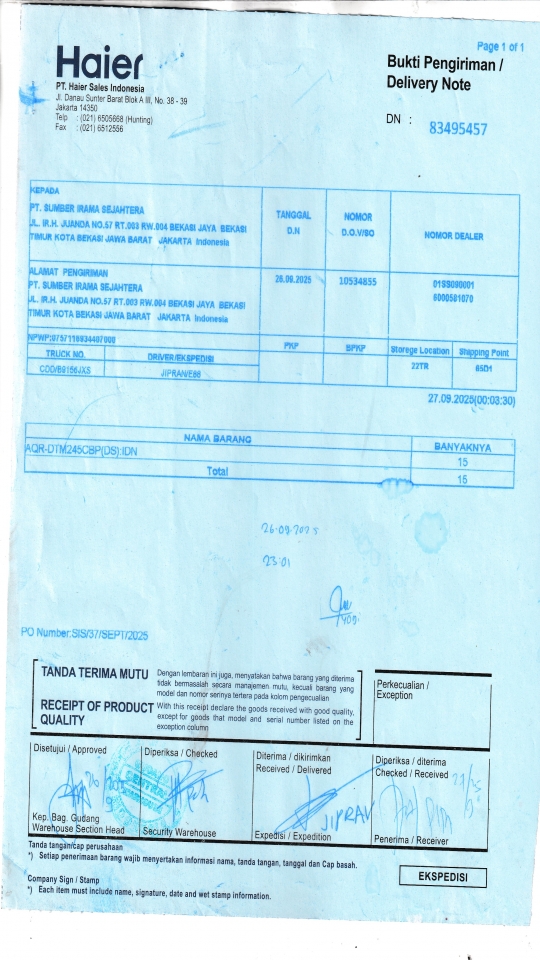 Page 1 of 1
Haier
Bukti Pengiriman /
Delivery Note
PT. Haier Sales Indonesia
Jl. Danau Sunter Barat Blok A III, No. 38 - 39
Jakarta 14350
Telp : (021) 6505668 (Hunting)
Fax : (021) 6512556
DN : 83495457
KEPADA
PT. SUMBER IRAMA SEJAHTERA
JL. IR.H. JUANDA NO.57 RT.003 RW.004 BEKASI JAYA BEKASI
TIMUR KOTA BEKASI JAWA BARAT JAKARTA Indonesia
TANGGAL
D.N
NOMOR
D.O.V/SO
NOMOR DEALER
ALAMAT PENGIRIMAN
PT. SUMBER IRAMA SEJAHTERA
JL. IR.H. JUANDA NO.57 RT.003 RW.004 BEKASI JAYA BEKASI
TIMUR KOTA BEKASI JAWA BARAT JAKARTA Indonesia
26.09.2025
10534855
01SS090001
6000581070
NPWP:0757116934407000
TRUCK NO.
DRIVER/EKSPEDISI
PKP
BPKP
Storege Location
Shipping Point
CDD/B9156JXS
JIPRAN/E86
22TR
85D1
27.09.2025(00:03:30)
NAMA BARANG
BANYAKNYA
AQR-DTM245CBP(DS):IDN
15
Total
15
26-09-2025
23:01
PO Number:SIS/37/SEPT/2025
TANDA TERIMA MUTU
Dengan lembaran ini juga, menyatakan bahwa barang yang diterima
tidak bermasalah secara manajemen mutu, kecuali barang yang
model dan nomor serinya tertera pada kolom pengecualian
RECEIPT OF PRODUCT
QUALITY
With this receipt declare the goods received with good quality,
except for goods that model and serial number listed on the
exception column
Perkecualian /
Exception
Disetujui / Approved
Diperiksa / Checked
Diterima / dikirimkan
Received / Delivered
Diperiksa / diterima
Checked / Received
JIPRAN
Kep. Bag. Gudang
Warehouse Section Head
Security Warehouse
Expedisi / Expedition
Penerima / Receiver
Tanda tangan/cap perusahaan
*) Setiap penerimaan barang wajib menyertakan informasi nama, tanda tangan, tanggal dan Cap basah.
EKSPEDISI
Company Sign / Stamp
*) Each item must include name, signature, date and wet stamp information.